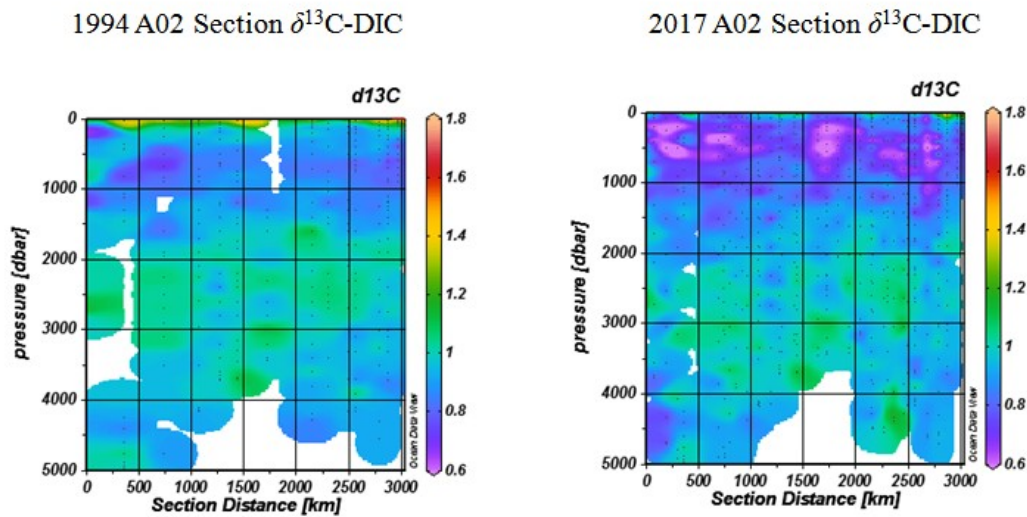 1994 A02 Section δ¹³C-DIC
d13C
0
1000
2000
3000
4000
5000
pressure [dbar]
0 500 1000 1500 2000 2500 3000
Section Distance [km]
1.8
1.6
1.4
1.2
1
0.8
0.6
Ocean Data View
2017 A02 Section δ¹³C-DIC
d13C
0
1000
2000
3000
4000
5000
pressure [dbar]
0 500 1000 1500 2000 2500 3000
Section Distance [km]
1.8
1.6
1.4
1.2
1
0.8
0.6
Ocean Data View